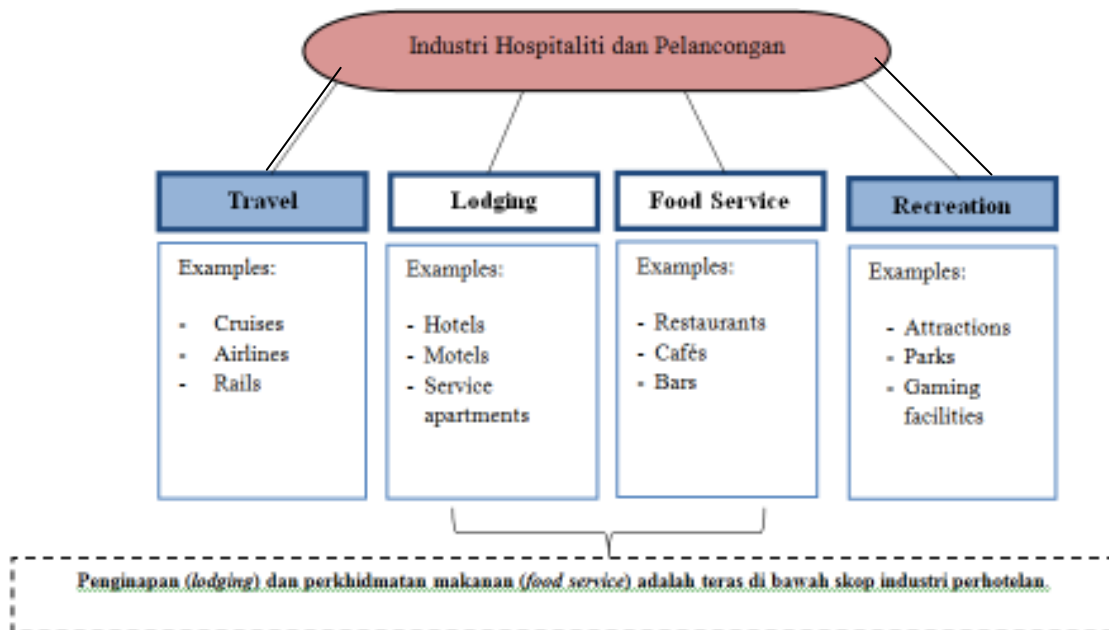 Industri Hospitaliti dan Pelancongan
Travel
Examples:
- Cruises
- Airlines
- Rails
Lodging
Examples:
- Hotels
- Motels
- Service
apartments
Food Service
Examples:
- Restaurants
- Cafés
- Bars
Recreation
Examples:
- Attractions
- Parks
- Gaming
facilities
Penginapan (lodging) dan perkhidmatan makanan (food service) adalah teras di bawah skop industri perhotelan.